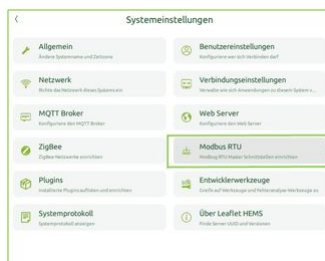 Systemeinstellungen
Allgemein
Ändere Systemname und Zeitzone
Benutzereinstellungen
Konfiguriere wer sich Verbinden darf
Netzwerk
Richte das Netzwerk dieses Systems ein
Verbindungseinstellungen
Verwalte wie sich Anwendungen zu diesem System v...
MQTT Broker
Konfiguriere den MQTT Broker
Web Server
Konfiguriere den Web Server
ZigBee
ZigBee Netzwerke einrichten
Modbus RTU
Modbus RTU Master Schnittstellen einrichten
Plugins
Installierte Plugins auflisten und einrichten
Entwicklerwerkzeuge
Greife auf Werkzeuge und Fehleranalyse Werkzeuge zu
Systemprotokoll
Systemprotokoll anzeigen
Über Leaflet HEMS
Finde Server UUID und Versionen